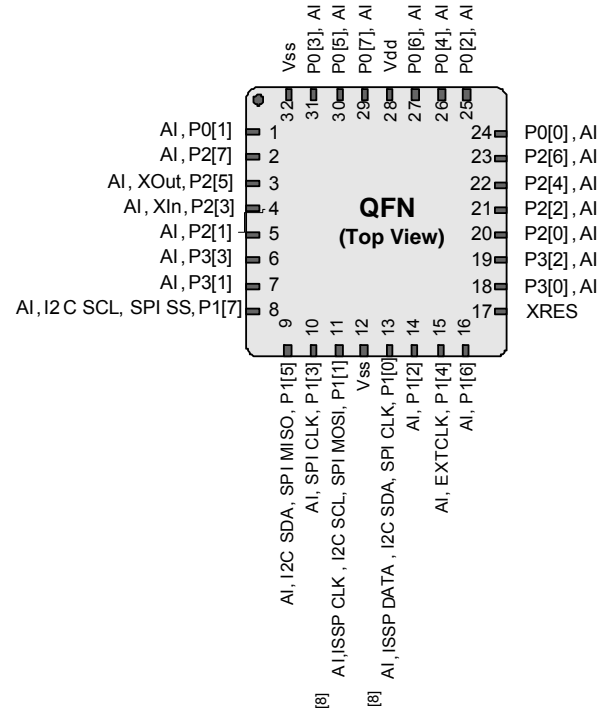 Vss
P0[3], AI
P0[5], AI
P0[7], AI
Vdd
P0[6], AI
P0[4], AI
P0[2], AI
32
31
30
29
28
27
26
25
AI, P0[1]
1
AI, P2[7]
2
AI, XOut, P2[5]
3
AI, XIn, P2[3]
4
AI, P2[1]
5
AI, P3[3]
6
AI, P3[1]
7
AI, I2C SCL, SPI SS, P1[7]
8
QFN
(Top View)
24
P0[0], AI
23
P2[6], AI
22
P2[4], AI
21
P2[2], AI
20
P2[0], AI
19
P3[2], AI
18
P3[0], AI
17
XRES
9
10
11
12
13
14
15
16
AI, I2C SDA, SPI MISO, P1[5]
AI, SPI CLK, P1[3]
AI,ISSP CLK, I2C SCL, SPI MOSI, P1[1]
Vss
AI,ISSP DATA, I2C SDA, SPI CLK, P1[0]
AI, P1[2]
AI, EXTCLK, P1[4]
AI, P1[6]
[8]
[8]